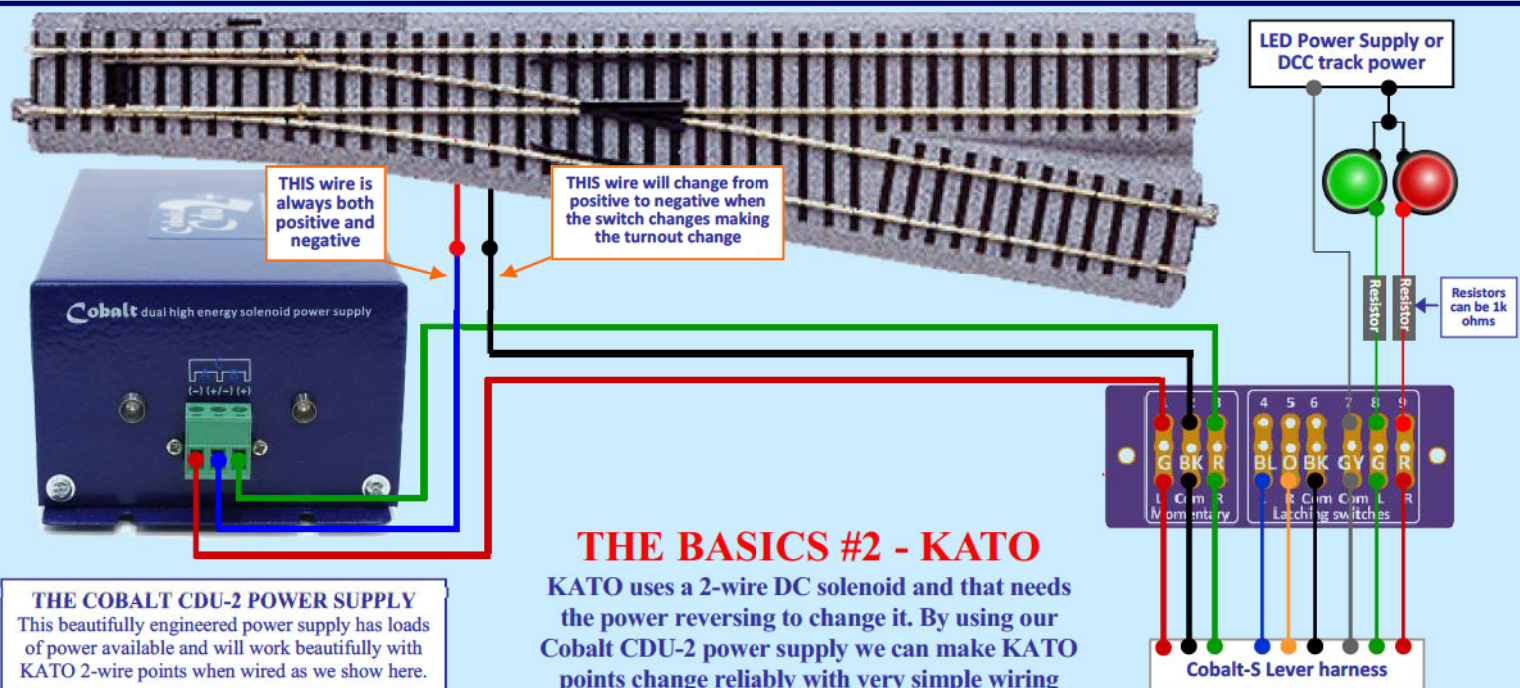 LED Power Supply or
DCC track power
THIS wire is
always both
positive and
negative
THIS wire will change from
positive to negative when
the switch changes making
the turnout change
Cobalt
Cobalt dual high energy solenoid power supply
C
A B
(-) (+/-) (+)
Resistor
Resistor
Resistors
can be 1k
ohms
1 2 3 4 5 6 7 8 9
G BK R BL O BK GY G R
L Com R L R Com Com L R
Momentary Latching switches
THE BASICS #2 - KATO
KATO uses a 2-wire DC solenoid and that needs
the power reversing to change it. By using our
Cobalt CDU-2 power supply we can make KATO
points change reliably with very simple wiring
THE COBALT CDU-2 POWER SUPPLY
This beautifully engineered power supply has loads
of power available and will work beautifully with
KATO 2-wire points when wired as we show here.
Cobalt-S Lever harness